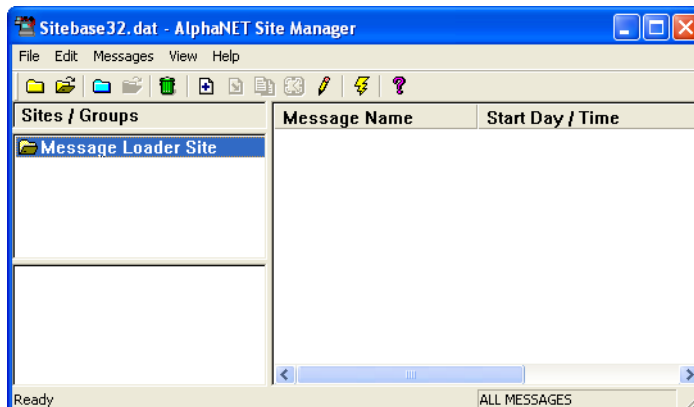 Sitebase32.dat - AlphaNET Site Manager
File Edit Messages View Help
Sites / Groups
Message Name Start Day / Time
Message Loader Site
Ready ALL MESSAGES